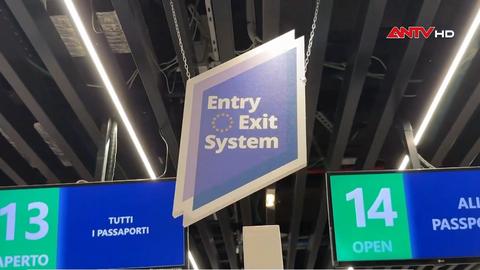 ANTV HD
Entry
Exit
System
13
APERTO
TUTTI
I PASSAPORTI
14
OPEN
ALL
PASSPO